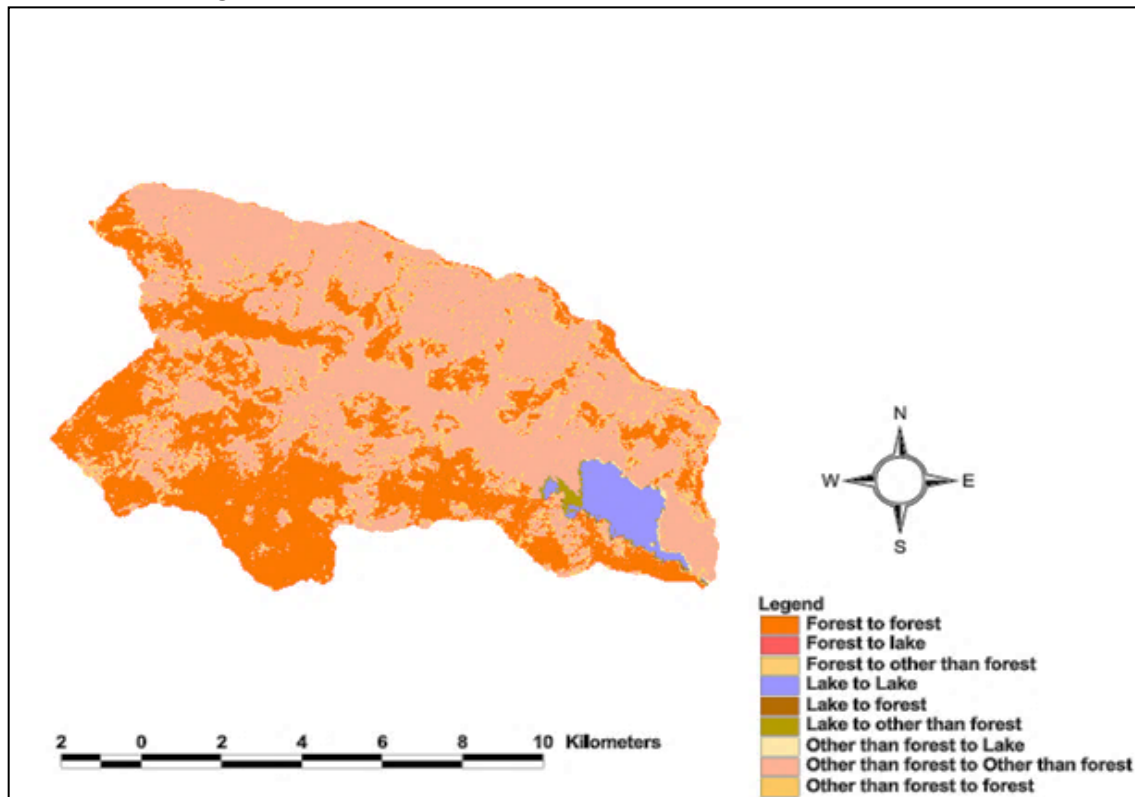 N
W E
S
Legend
Forest to forest
Forest to lake
Forest to other than forest
Lake to Lake
Lake to forest
Lake to other than forest
Other than forest to Lake
Other than forest to Other than forest
Other than forest to forest
2 0 2 4 6 8 10 Kilometers